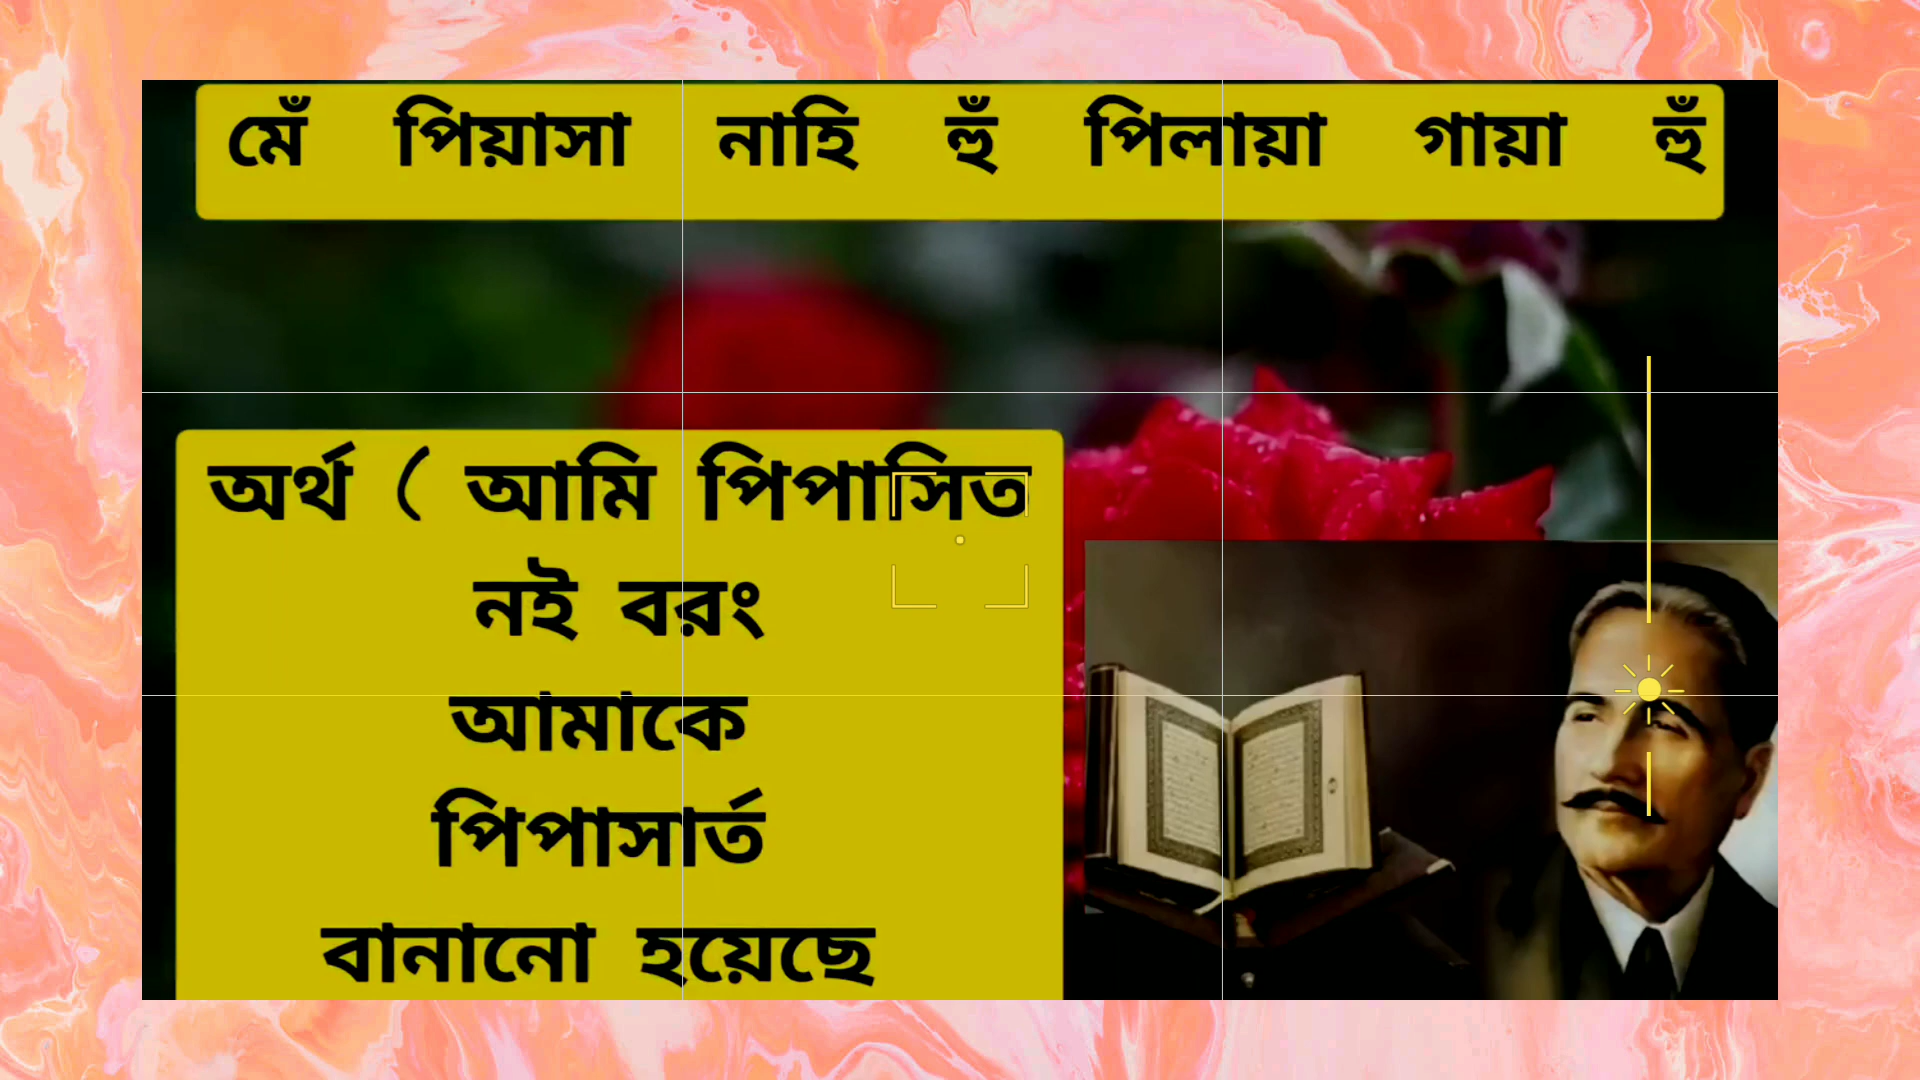 মেঁ পিয়াসা নাহি হুঁ পিলায়া গায়া হুঁ
অর্থ ( আমি পিপাসিত
নই বরং
আমাকে
পিপাসার্ত
বানানো হয়েছে